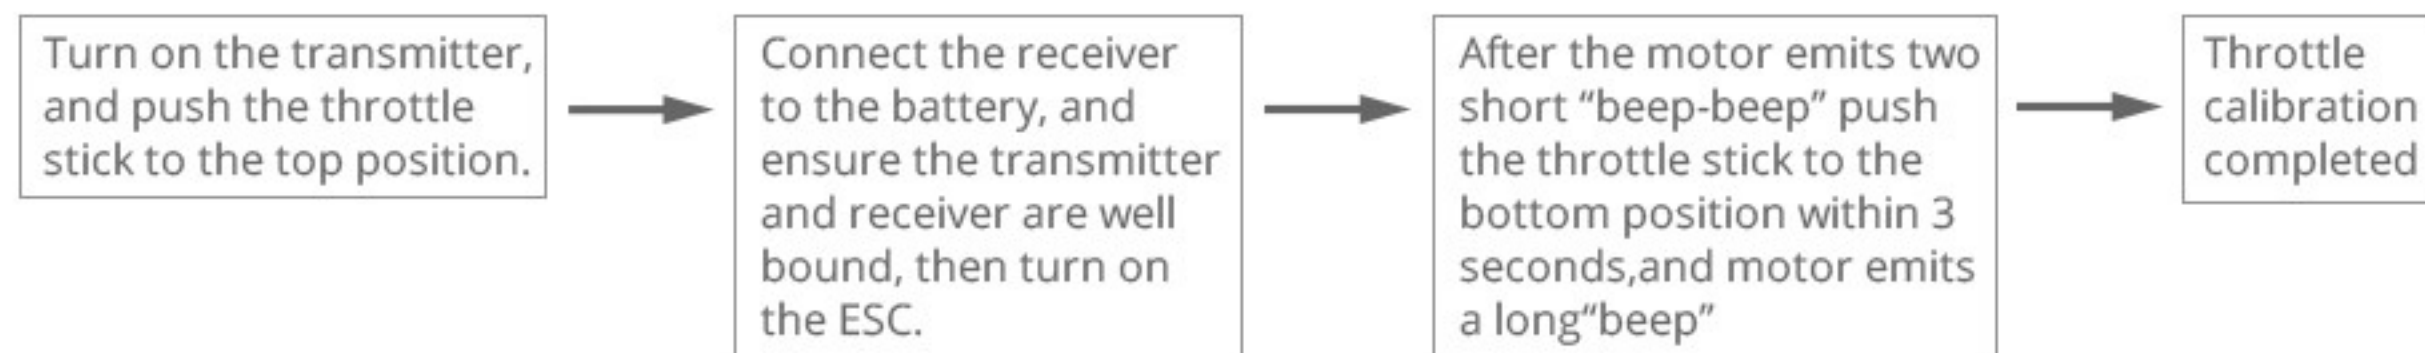 Turn on the transmitter,
and push the throttle
stick to the top position.
Connect the receiver
to the battery, and
ensure the transmitter
and receiver are well
bound, then turn on
the ESC.
After the motor emits two
short “beep-beep” push
the throttle stick to the
bottom position within 3
seconds,and motor emits
a long“beep”
Throttle
calibration
completed